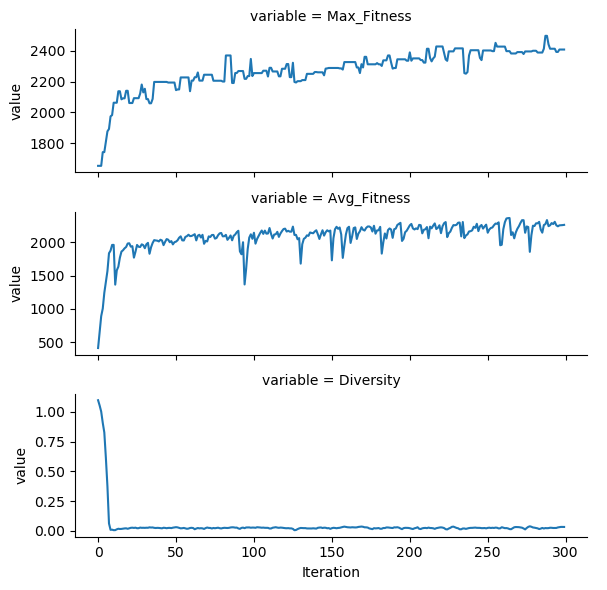 variable = Max_Fitness
2400
2200
2000
1800
value
variable = Avg_Fitness
2000
1500
1000
500
value
variable = Diversity
1.00
0.75
0.50
0.25
0.00
value
0 50 100 150 200 250 300
Iteration